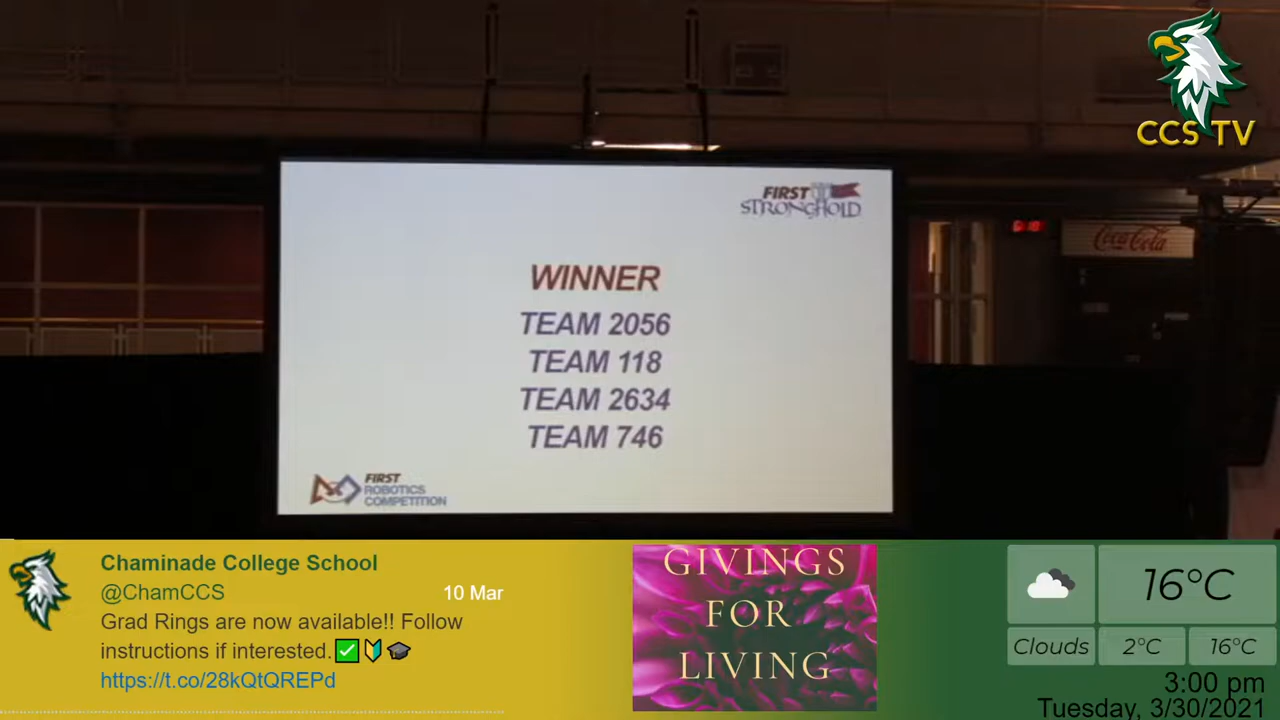 CCS TV
FIRST
STRONGHOLD
Coca-Cola
WINNER
TEAM 2056
TEAM 118
TEAM 2634
TEAM 746
FIRST
ROBOTICS
COMPETITION
Chaminade College School
@ChamCCS 10 Mar
Grad Rings are now available!! Follow
instructions if interested.✅🔰🎓
https://t.co/28kQtQREPd
GIVINGS
FOR
LIVING
16°C
Clouds 2°C 16°C
3:00 pm
Tuesday, 3/30/2021